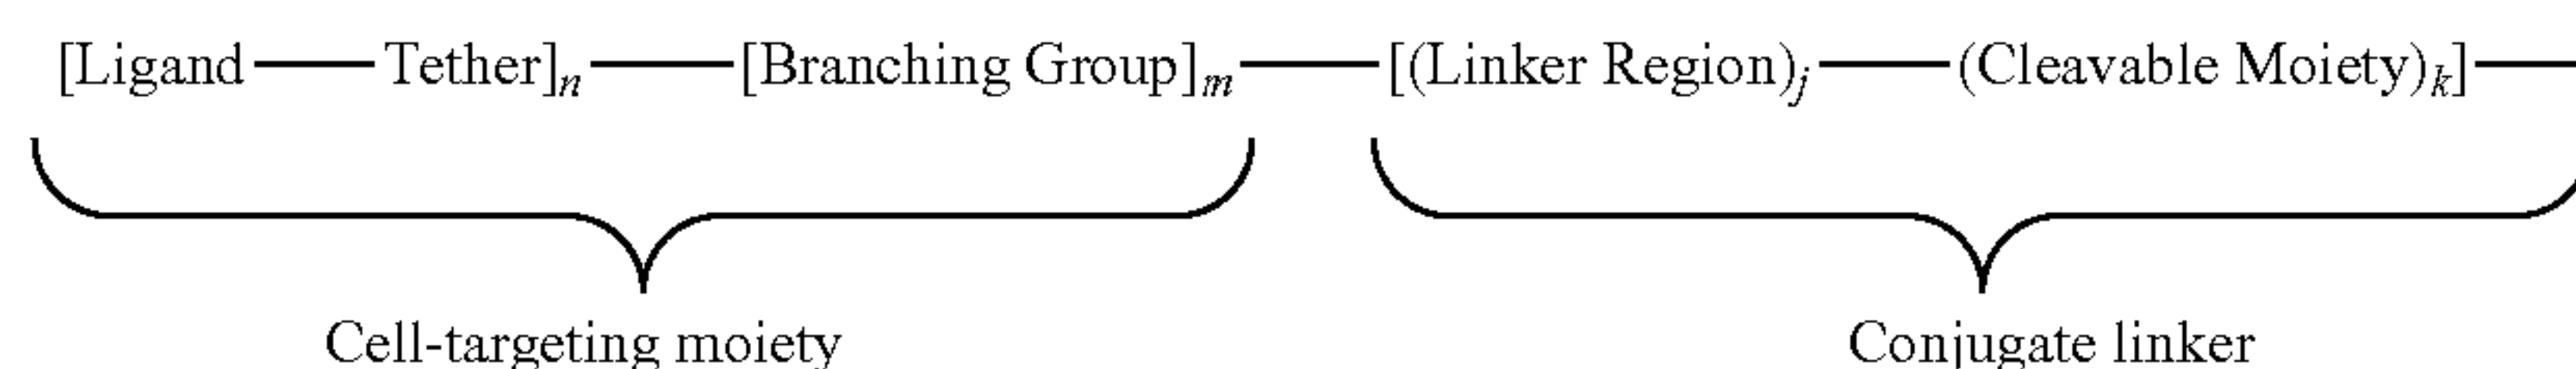 [Ligand — Tether]n — [Branching Group]m — [(Linker Region)j — (Cleavable Moiety)k] —
Cell-targeting moiety Conjugate linker